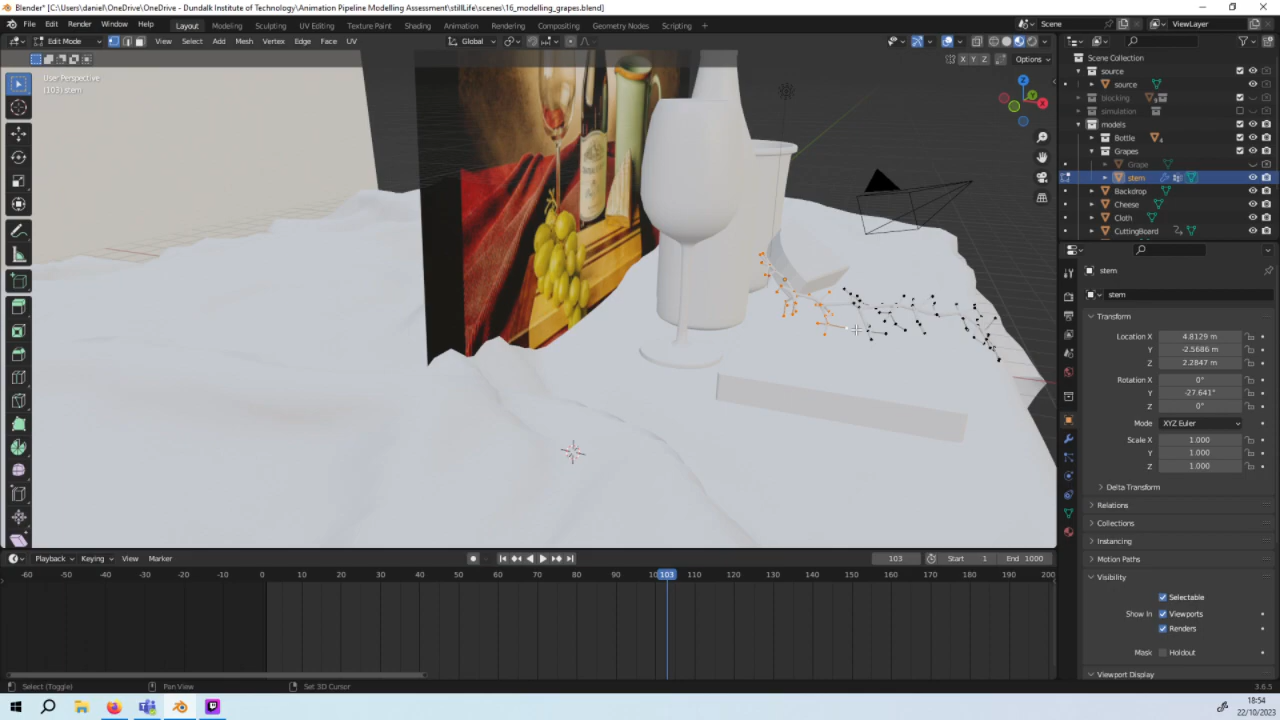 Blender* [C:\Users\daniel\OneDrive\OneDrive - Dundalk Institute of Technology\Animation Pipeline Modelling Assessment\stillLife\scenes\16_modelling_grapes.blend]
File Edit Render Window Help Layout Modeling Sculpting UV Editing Texture Paint Shading Animation Rendering Compositing Geometry Nodes Scripting + Scene ViewLayer
Edit Mode View Select Add Mesh Vertex Edge Face UV Global
X Y Z Options
User Perspective
(103) stem
Scene Collection
source
source
blocking
simulation
models
Bottle
Grapes
Grape
stem
Backdrop
Cheese
Cloth
CuttingBoard
stem
stem
Transform
Location X 4.8129 m
Y -2.5686 m
Z 2.2847 m
Rotation X 0°
Y -27.641°
Z 0°
Mode XYZ Euler
Scale X 1.000
Y 1.000
Z 1.000
Delta Transform
Relations
Collections
Instancing
Motion Paths
Visibility
Selectable
Show In Viewports
Renders
Mask Holdout
Viewport Display
Playback Keying View Marker 103 Start 1 End 1000
-60 -50 -40 -30 -20 -10 0 10 20 30 40 50 60 70 80 90 103 110 120 130 140 150 160 170 180 190 200
Select (Toggle) Pan View Set 3D Cursor 3.6.5
18:54
22/10/2023